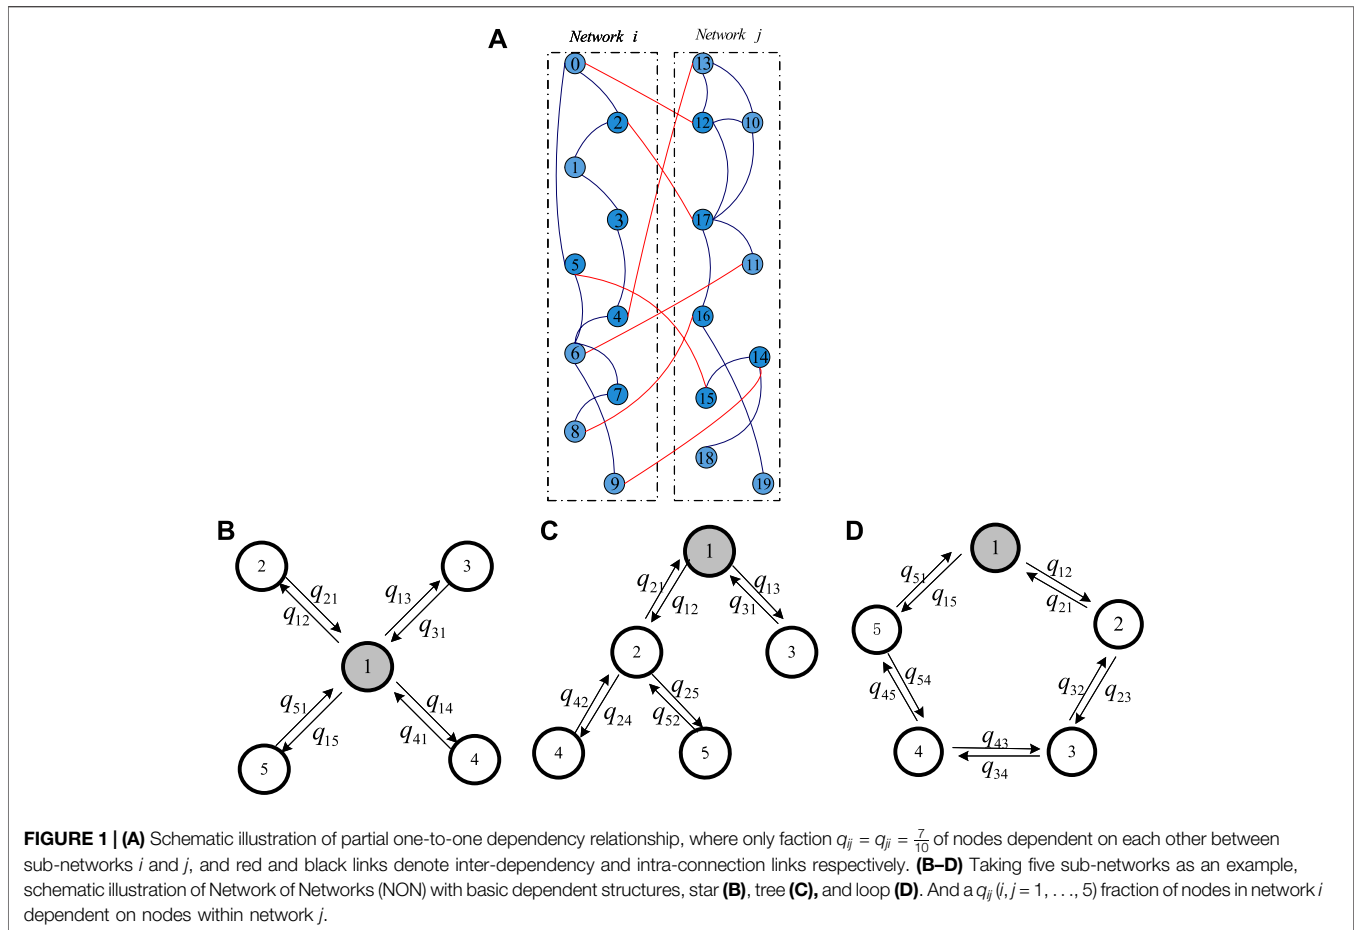 A
Network i
Network j
0
13
2
12
10
1
3
17
5
11
4
16
6
14
7
15
8
18
9
19
B
2
3
q21
q13
q12
q31
1
q51
q14
q15
q41
5
4
C
1
q21
q13
q12
q31
2
3
q42
q25
q24
q52
4
5
D
1
q51
q12
q15
q21
5
2
q54
q32
q45
q23
q43
4
3
q34
FIGURE 1 | (A) Schematic illustration of partial one-to-one dependency relationship, where only faction qij = qji = 7/10 of nodes dependent on each other between
sub-networks i and j, and red and black links denote inter-dependency and intra-connection links respectively. (B–D) Taking five sub-networks as an example,
schematic illustration of Network of Networks (NON) with basic dependent structures, star (B), tree (C), and loop (D). And a qij (i, j = 1, . . ., 5) fraction of nodes in network i
dependent on nodes within network j.